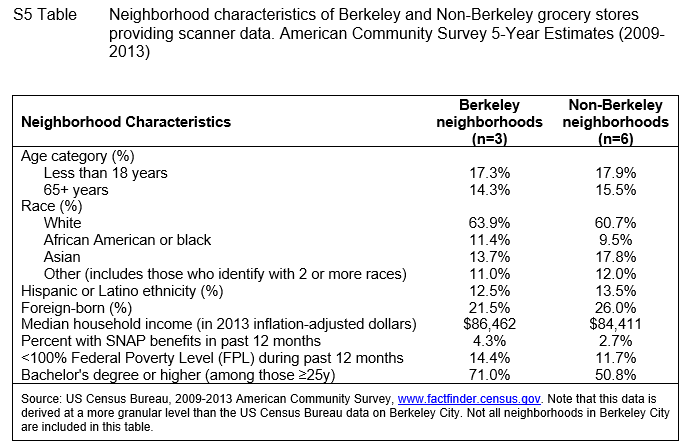 S5 Table Neighborhood characteristics of Berkeley and Non-Berkeley grocery stores
providing scanner data. American Community Survey 5-Year Estimates (2009-
2013)
Neighborhood Characteristics Berkeley neighborhoods (n=3) Non-Berkeley neighborhoods (n=6)
Age category (%)
Less than 18 years 17.3% 17.9%
65+ years 14.3% 15.5%
Race (%)
White 63.9% 60.7%
African American or black 11.4% 9.5%
Asian 13.7% 17.8%
Other (includes those who identify with 2 or more races) 11.0% 12.0%
Hispanic or Latino ethnicity (%) 12.5% 13.5%
Foreign-born (%) 21.5% 26.0%
Median household income (in 2013 inflation-adjusted dollars) $86,462 $84,411
Percent with SNAP benefits in past 12 months 4.3% 2.7%
<100% Federal Poverty Level (FPL) during past 12 months 14.4% 11.7%
Bachelor's degree or higher (among those ≥25y) 71.0% 50.8%
Source: US Census Bureau, 2009-2013 American Community Survey, www.factfinder.census.gov. Note that this data is
derived at a more granular level than the US Census Bureau data on Berkeley City. Not all neighborhoods in Berkeley City
are included in this table.